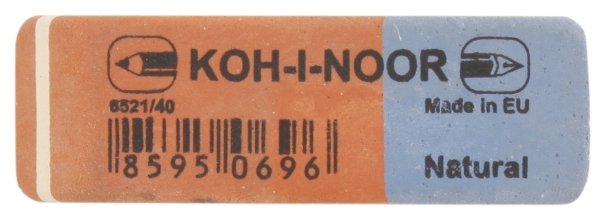 KOH-I-NOOR
6521/40
Made in EU
8595 0696
Natural